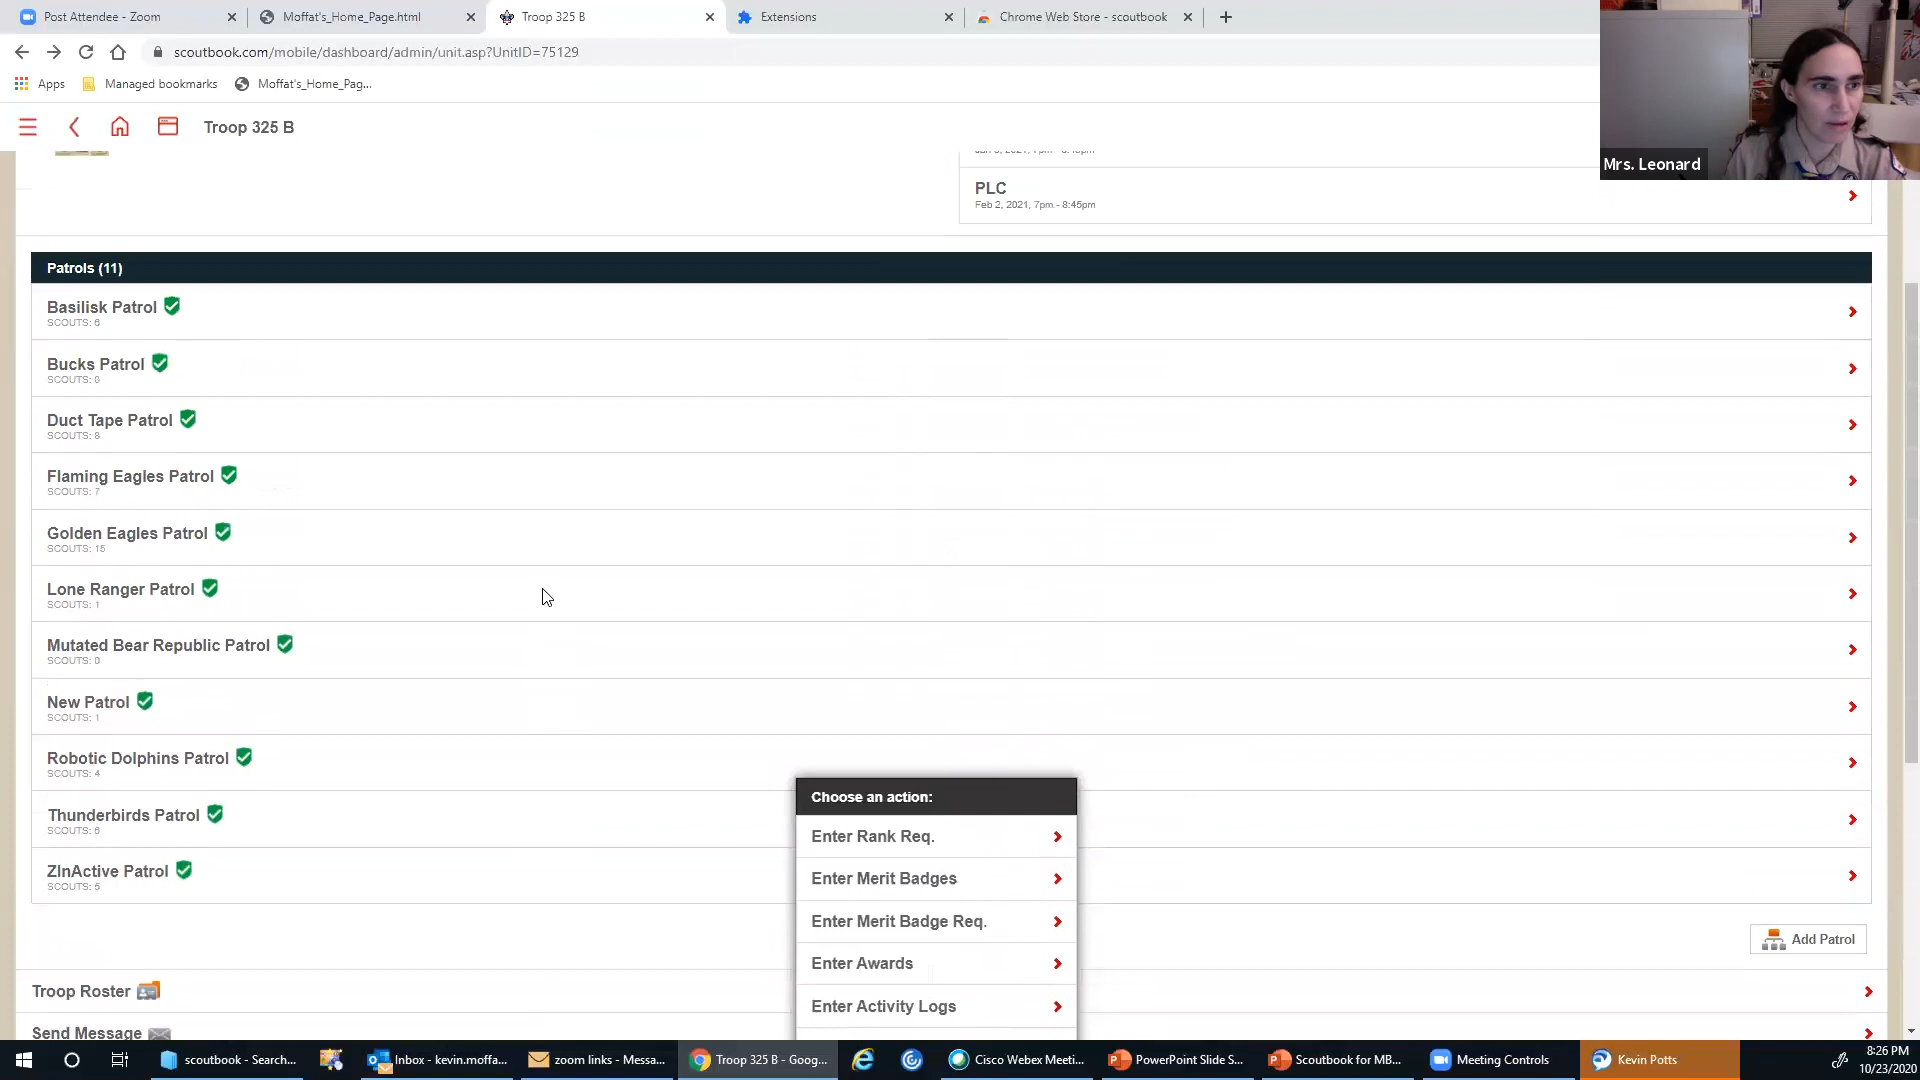 Post Attendee - Zoom
Moffat's_Home_Page.html
Troop 325 B
Extensions
Chrome Web Store - scoutbook
scoutbook.com/mobile/dashboard/admin/unit.asp?UnitID=75129
Apps
Managed bookmarks
Moffat's_Home_Pag...
Troop 325 B
Mrs. Leonard
PLC
Feb 2, 2021, 7pm - 8:45pm
Patrols (11)
Basilisk Patrol
SCOUTS: 6
Bucks Patrol
SCOUTS:
Duct Tape Patrol
SCOUTS: 8
Flaming Eagles Patrol
SCOUTS: 7
Golden Eagles Patrol
SCOUTS: 15
Lone Ranger Patrol
SCOUTS: 1
Mutated Bear Republic Patrol
SCOUTS: 0
New Patrol
SCOUTS: 1
Robotic Dolphins Patrol
SCOUTS: 4
Thunderbirds Patrol
SCOUTS: 6
ZInActive Patrol
SCOUTS: 5
Choose an action:
Enter Rank Req.
Enter Merit Badges
Enter Merit Badge Req.
Enter Awards
Enter Activity Logs
Add Patrol
Troop Roster
Send Message
scoutbook - Search...
Inbox - kevin.moffa...
zoom links - Messa...
Troop 325 B - Goog...
Cisco Webex Meeti...
PowerPoint Slide S...
Scoutbook for MB...
Meeting Controls
Kevin Potts
8:26 PM
10/23/2020